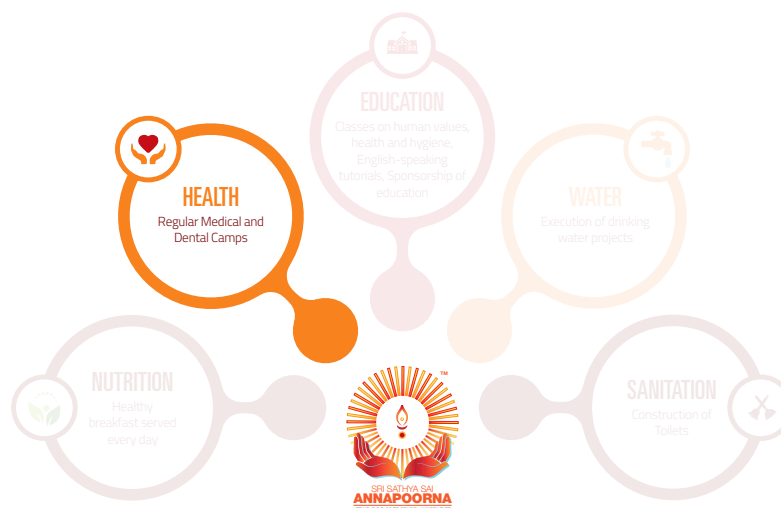 EDUCATION
Classes on human values,
health and hygiene,
English-speaking
tutorials, Sponsorship of
education
HEALTH
Regular Medical and
Dental Camps
WATER
Execution of drinking
water projects
NUTRITION
Healthy
breakfast served
every day
SANITATION
Construction of
Toilets
TM
SRI SATHYA SAI
ANNAPOORNA